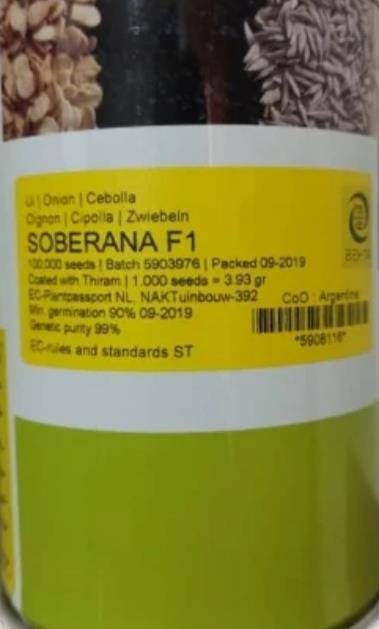 Ui | Onion | Cebolla
Oignon | Cipolla | Zwiebeln
SOBERANA F1
100,000 seeds | Batch 5903976 | Packed 09-2019
Coated with Thiram | 1.000 seeds = 3.93 gr
EC-Plantpassport NL, NAKTuinbouw-392
CoO : Argentina
Min. germination 90% 09-2019
Genetic purity 99%
*5908116*
EC-rules and standards ST